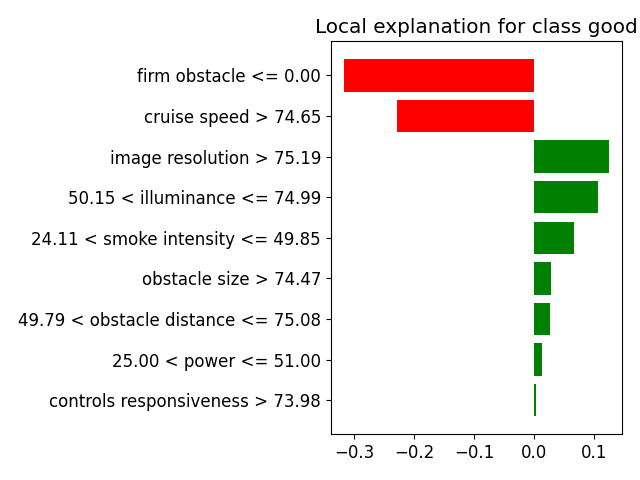 Local explanation for class good
firm obstacle <= 0.00
cruise speed > 74.65
image resolution > 75.19
50.15 < illuminance <= 74.99
24.11 < smoke intensity <= 49.85
obstacle size > 74.47
49.79 < obstacle distance <= 75.08
25.00 < power <= 51.00
controls responsiveness > 73.98
−0.3 −0.2 −0.1 0.0 0.1